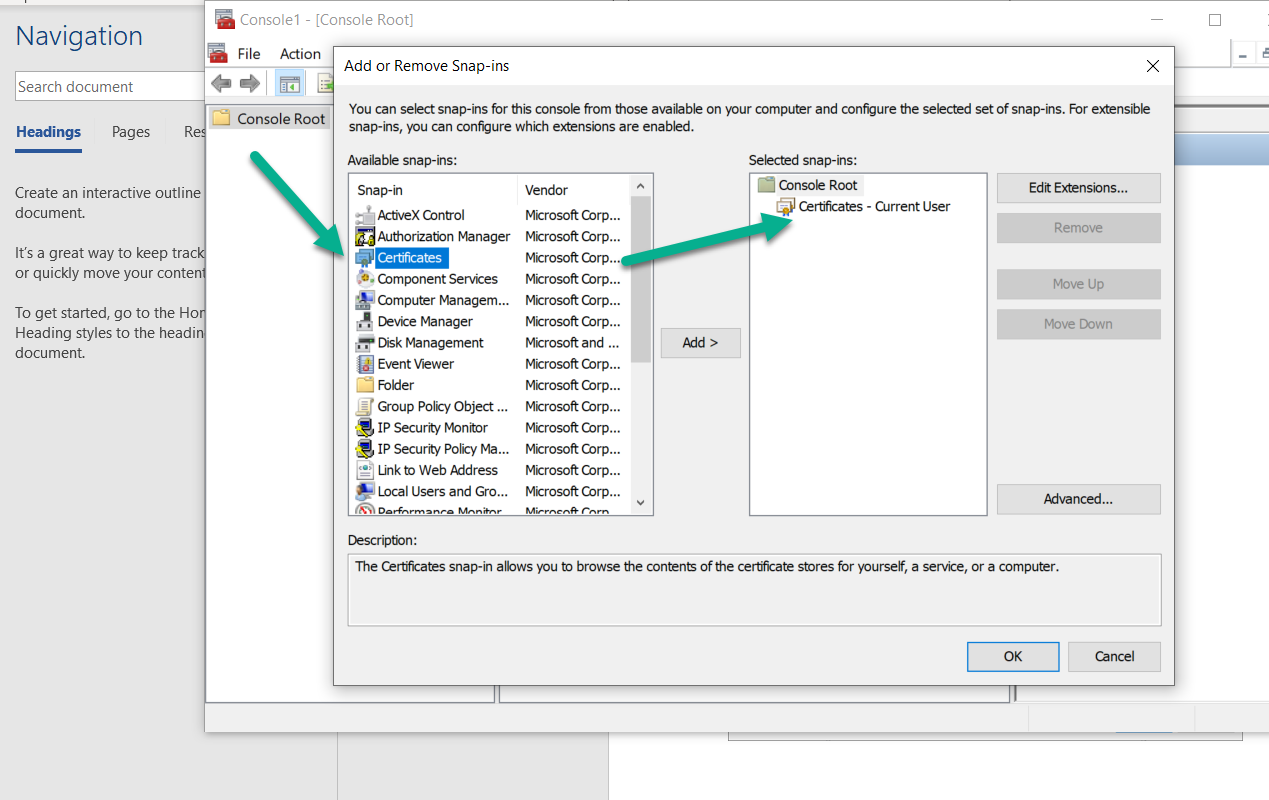 Navigation
Search document
Headings Pages Res
Create an interactive outline
document.
It's a great way to keep track
or quickly move your content
To get started, go to the Hor
Heading styles to the headin
document.
Console1 - [Console Root]
File Action
Console Root
Add or Remove Snap-ins
You can select snap-ins for this console from those available on your computer and configure the selected set of snap-ins. For extensible
snap-ins, you can configure which extensions are enabled.
Available snap-ins:
Snap-in Vendor
ActiveX Control Microsoft Corp...
Authorization Manager Microsoft Corp...
Certificates Microsoft Corp...
Component Services Microsoft Corp...
Computer Managem... Microsoft Corp...
Device Manager Microsoft Corp...
Disk Management Microsoft and ...
Event Viewer Microsoft Corp...
Folder Microsoft Corp...
Group Policy Object ... Microsoft Corp...
IP Security Monitor Microsoft Corp...
IP Security Policy Ma... Microsoft Corp...
Link to Web Address Microsoft Corp...
Local Users and Gro... Microsoft Corp...
Performance Monitor Microsoft Corp
Add >
Selected snap-ins:
Console Root
Certificates - Current User
Edit Extensions...
Remove
Move Up
Move Down
Advanced...
Description:
The Certificates snap-in allows you to browse the contents of the certificate stores for yourself, a service, or a computer.
OK Cancel